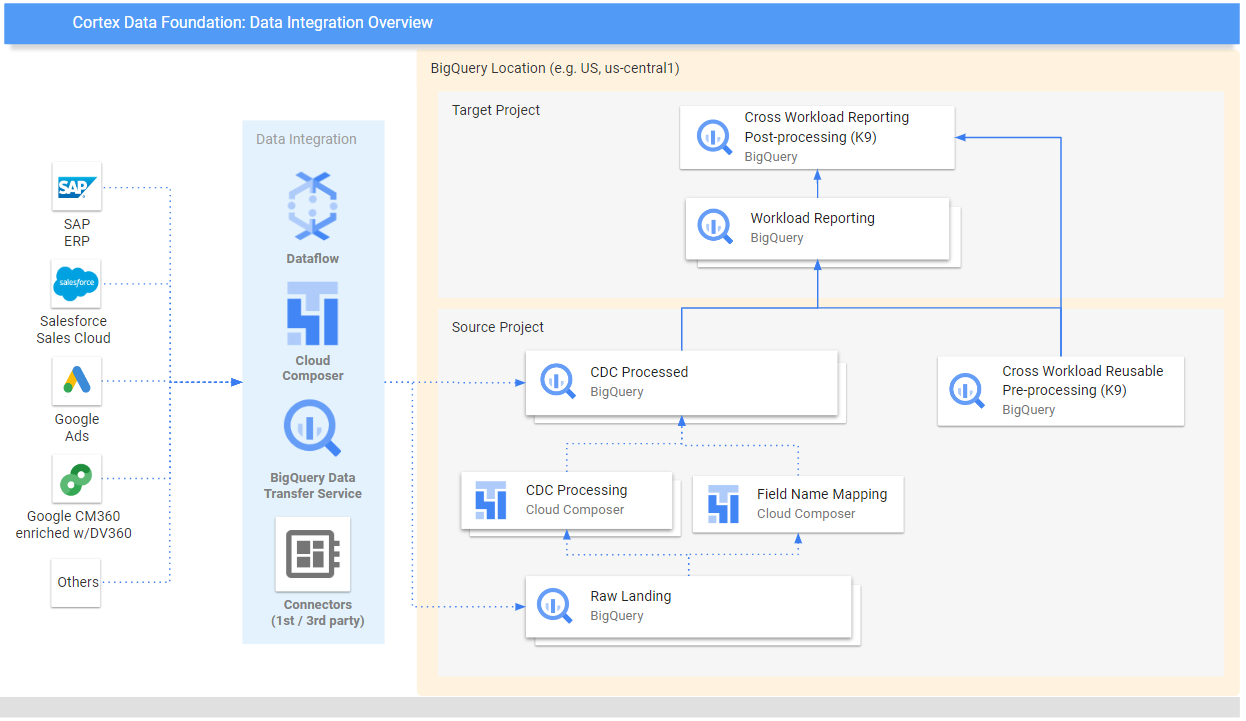 Cortex Data Foundation: Data Integration Overview
BigQuery Location (e.g. US, us-central1)
Target Project
Cross Workload Reporting
Post-processing (K9)
BigQuery
Workload Reporting
BigQuery
Data Integration
SAP
SAP
ERP
salesforce
Salesforce
Sales Cloud
Google
Ads
Google CM360
enriched w/DV360
Others
Dataflow
Cloud
Composer
BigQuery Data
Transfer Service
Connectors
(1st / 3rd party)
Source Project
CDC Processed
BigQuery
Cross Workload Reusable
Pre-processing (K9)
BigQuery
CDC Processing
Cloud Composer
Field Name Mapping
Cloud Composer
Raw Landing
BigQuery